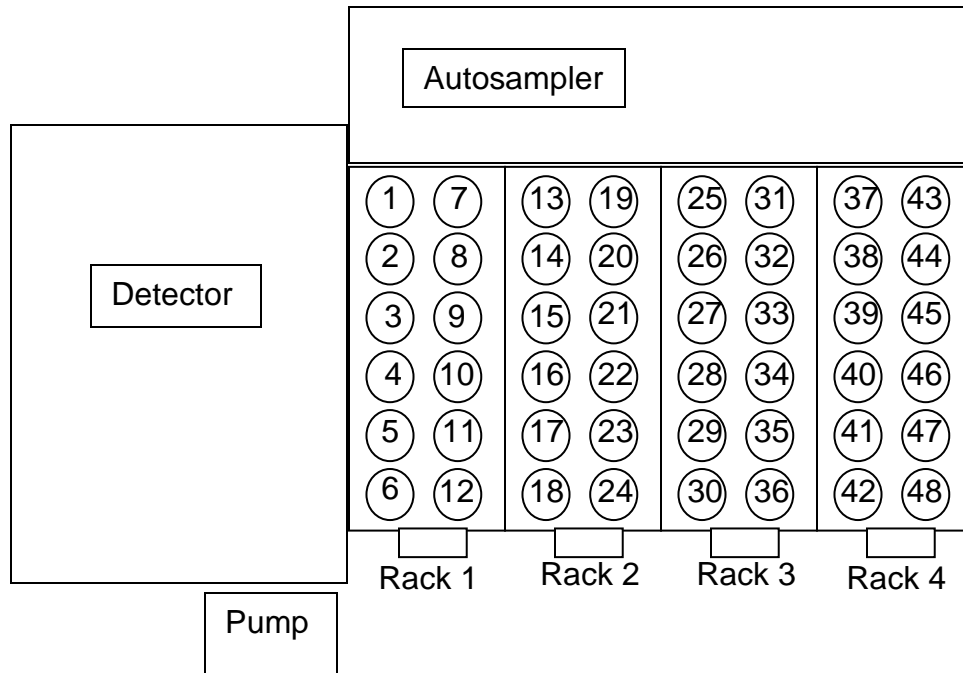 Autosampler
Detector
1 7 13 19 25 31 37 43
2 8 14 20 26 32 38 44
3 9 15 21 27 33 39 45
4 10 16 22 28 34 40 46
5 11 17 23 29 35 41 47
6 12 18 24 30 36 42 48
Rack 1 Rack 2 Rack 3 Rack 4
Pump